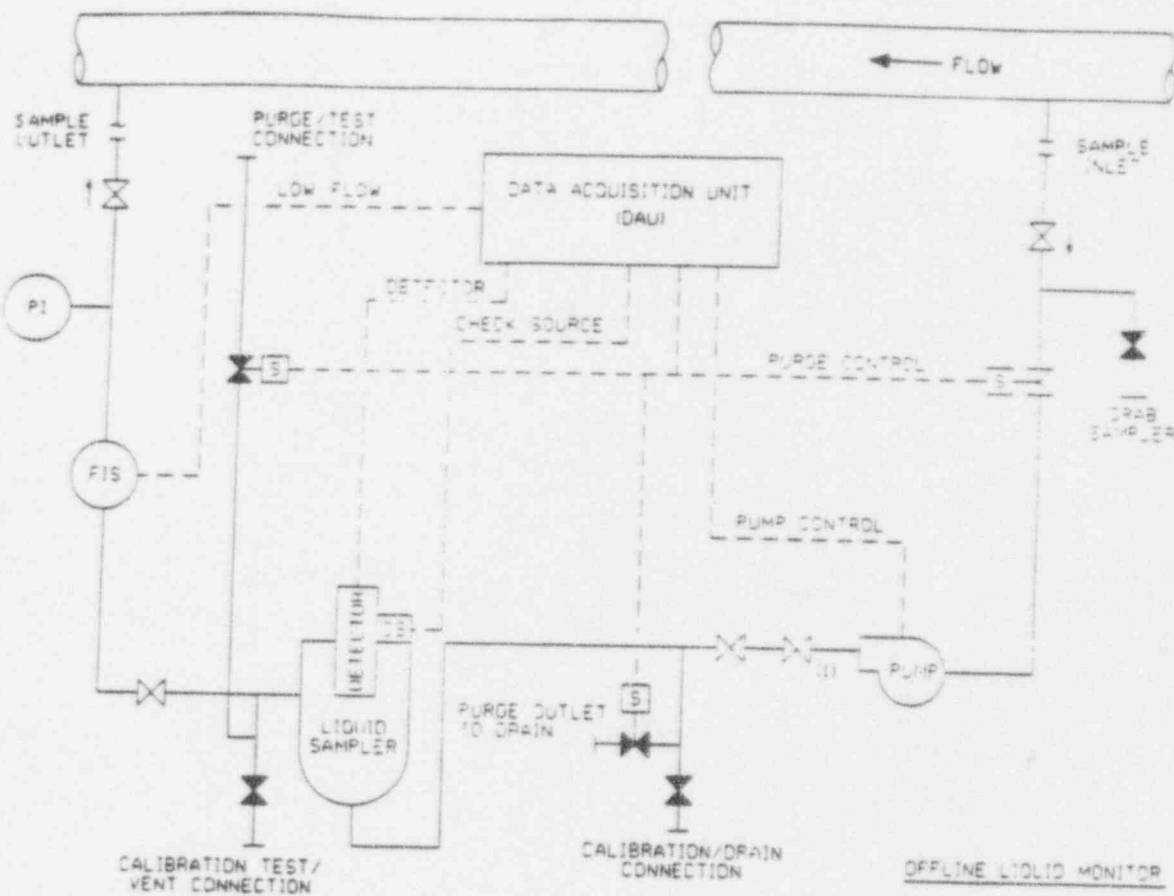 FLOW
SAMPLE
OUTLET
PURGE/TEST
CONNECTION
SAMPLE
INLET
LOW FLOW
DATA ACQUISITION UNIT
(DAU)
DETECTOR
PI
CHECK SOURCE
S
PURGE CONTROL
S
GRAB
SAMPLER
FIS
PUMP CONTROL
DETECTOR
(1)
PUMP
S
PURGE OUTLET
TO DRAIN
LIQUID
SAMPLER
CALIBRATION TEST/
VENT CONNECTION
CALIBRATION/DRAIN
CONNECTION
OFFLINE LIQUID MONITOR